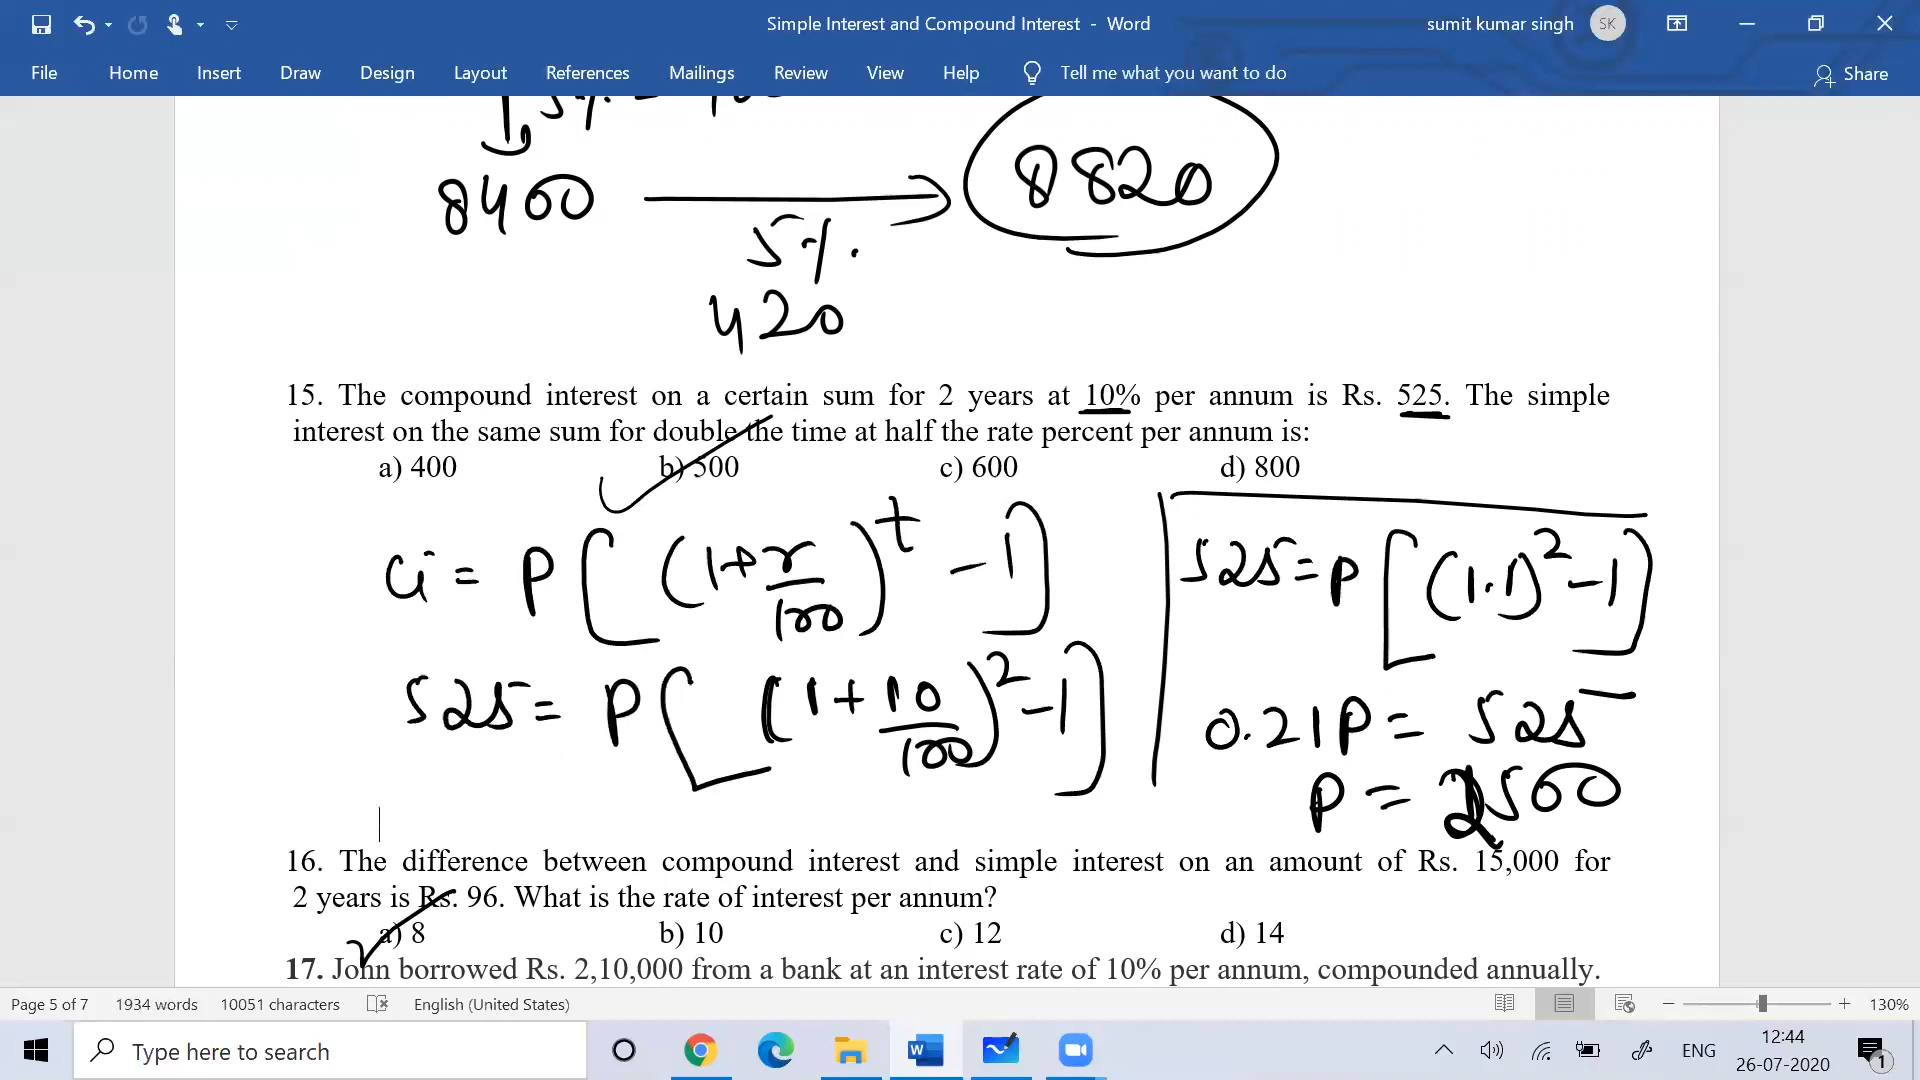 Simple Interest and Compound Interest - Word
sumit kumar singh SK
File Home Insert Draw Design Layout References Mailings Review View Help Tell me what you want to do Share
8400 8820
5%.
420
15. The compound interest on a certain sum for 2 years at 10% per annum is Rs. 525. The simple
interest on the same sum for double the time at half the rate percent per annum is:
a) 400 b) 500 c) 600 d) 800
Ci = P [ (1+r/100)^t - 1 ]
525 = P [ (1+10/100)^2 - 1 ]
525 = P [ (1.1)^2 - 1 ]
0.21P = 525
P = 2500
16. The difference between compound interest and simple interest on an amount of Rs. 15,000 for
2 years is Rs. 96. What is the rate of interest per annum?
a) 8 b) 10 c) 12 d) 14
17. John borrowed Rs. 2,10,000 from a bank at an interest rate of 10% per annum, compounded annually.
Page 5 of 7 1934 words 10051 characters English (United States) 130%
Type here to search
ENG
12:44
26-07-2020
1